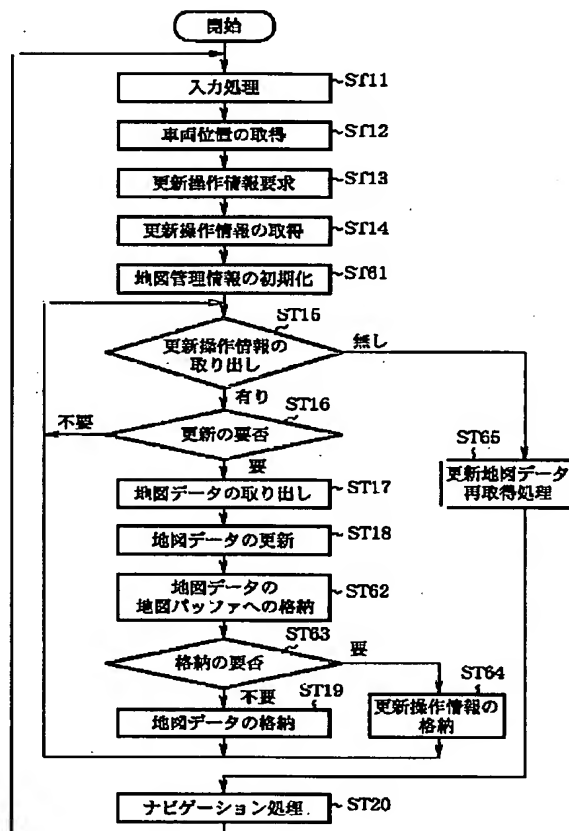 開始
入力処理
ST11
車両位置の取得
ST12
更新操作情報要求
ST13
更新操作情報の取得
ST14
地図管理情報の初期化
ST61
ST15
更新操作情報の
取り出し
無し
有り
ST16
更新の要否
不要
要
ST65
更新地図データ
再取得処理
地図データの取り出し
ST17
地図データの更新
ST18
地図データの
地図バッファへの格納
ST62
ST63
格納の要否
要
不要
ST19
地図データの格納
ST64
更新操作情報の
格納
ナビゲーション処理
ST20